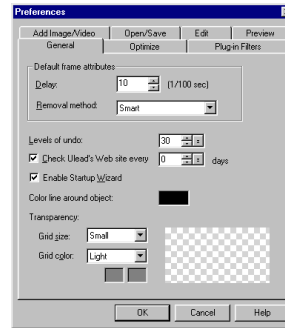 Preferences
Add Image/Video Open/Save Edit Preview
General Optimize Plug-in Filters
Default frame attributes
Delay: 10 (1/100 sec)
Removal method: Smart
Levels of undo: 30
Check Ulead's Web site every 0 days
Enable Startup Wizard
Color line around object:
Transparency:
Grid size: Small
Grid color: Light
OK Cancel Help